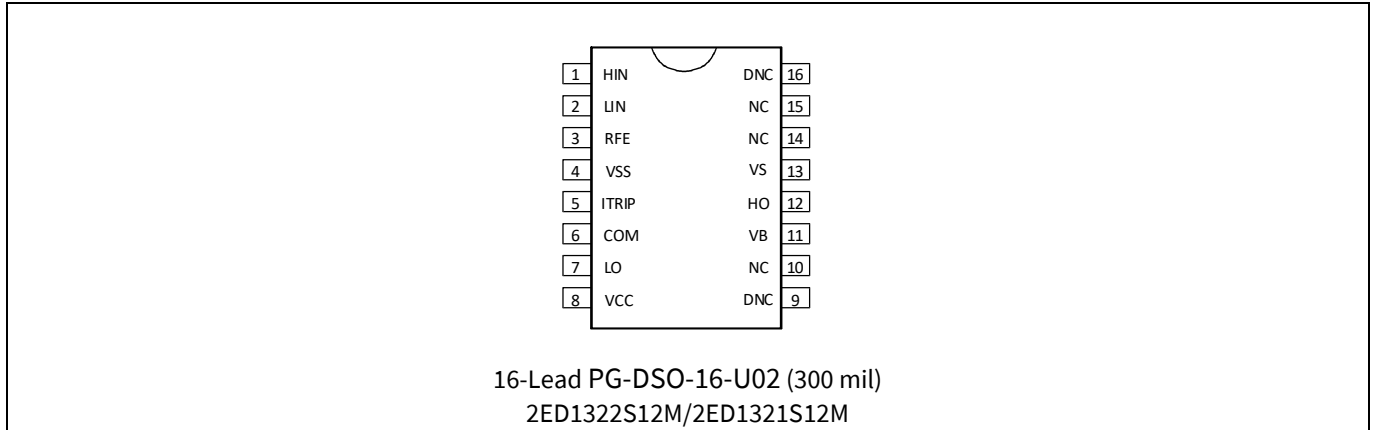 1 HIN DNC 16
2 LIN NC 15
3 RFE NC 14
4 VSS VS 13
5 ITRIP HO 12
6 COM VB 11
7 LO NC 10
8 VCC DNC 9
16-Lead PG-DSO-16-U02 (300 mil)
2ED1322S12M/2ED1321S12M